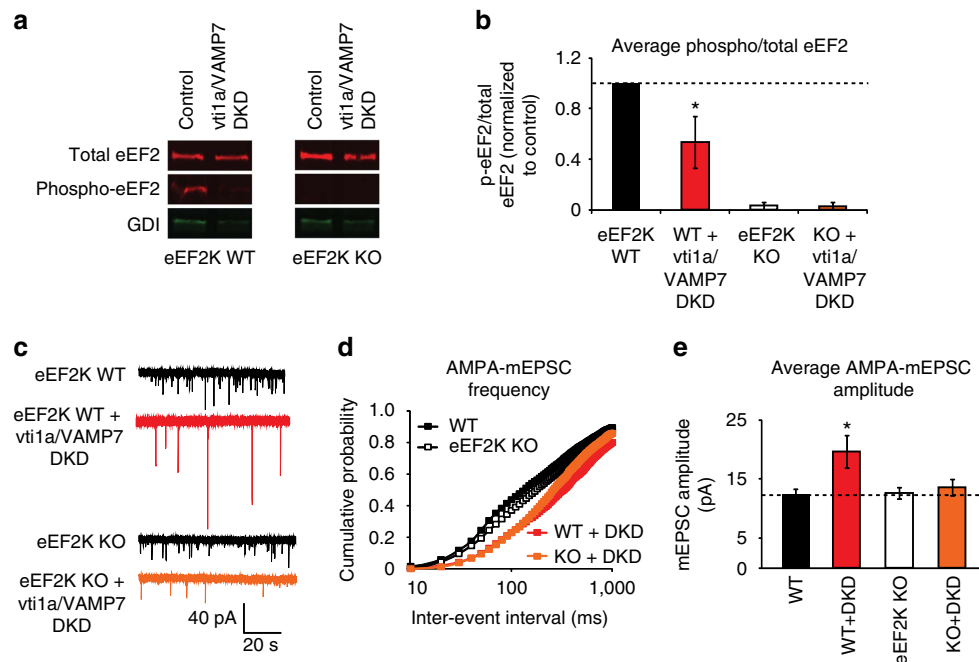 a
Control
vti1a/VAMP7
DKD
Control
vti1a/VAMP7
DKD
Total eEF2
Phospho-eEF2
GDI
eEF2K WT
eEF2K KO
b
Average phospho/total eEF2
p-eEF2/total
eEF2 (normalized
to control)
1.2
0.8
0.4
0
*
eEF2K
WT
WT +
vti1a/
VAMP7
DKD
eEF2K
KO
KO +
vti1a/
VAMP7
DKD
c
eEF2K WT
eEF2K WT +
vti1a/VAMP7
DKD
eEF2K KO
eEF2K KO +
vti1a/VAMP7
DKD
40 pA
20 s
d
AMPA-mEPSC
frequency
Cumulative probability
1.0
0.8
0.6
0.4
0.2
0
WT
eEF2K KO
WT + DKD
KO + DKD
10
100
1,000
Inter-event interval (ms)
e
Average AMPA-mEPSC
amplitude
mEPSC amplitude
(pA)
25
15
5
0
*
WT
WT+DKD
eEF2K KO
KO+DKD